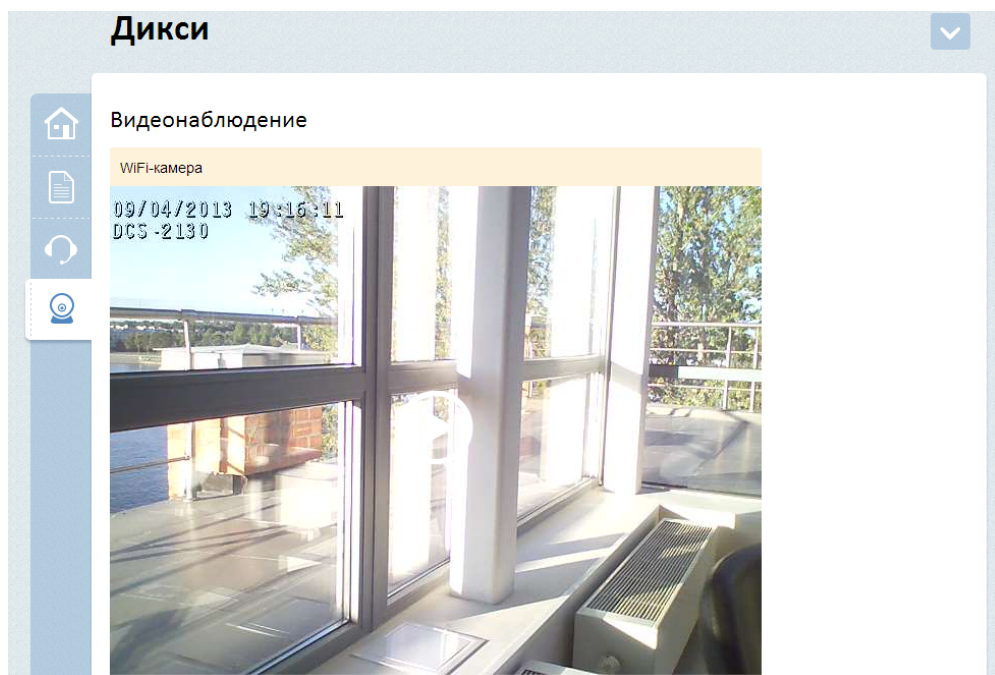 Дикси
Видеонаблюдение
WiFi-камера
09/04/2013 19:16:11
DCS-2130